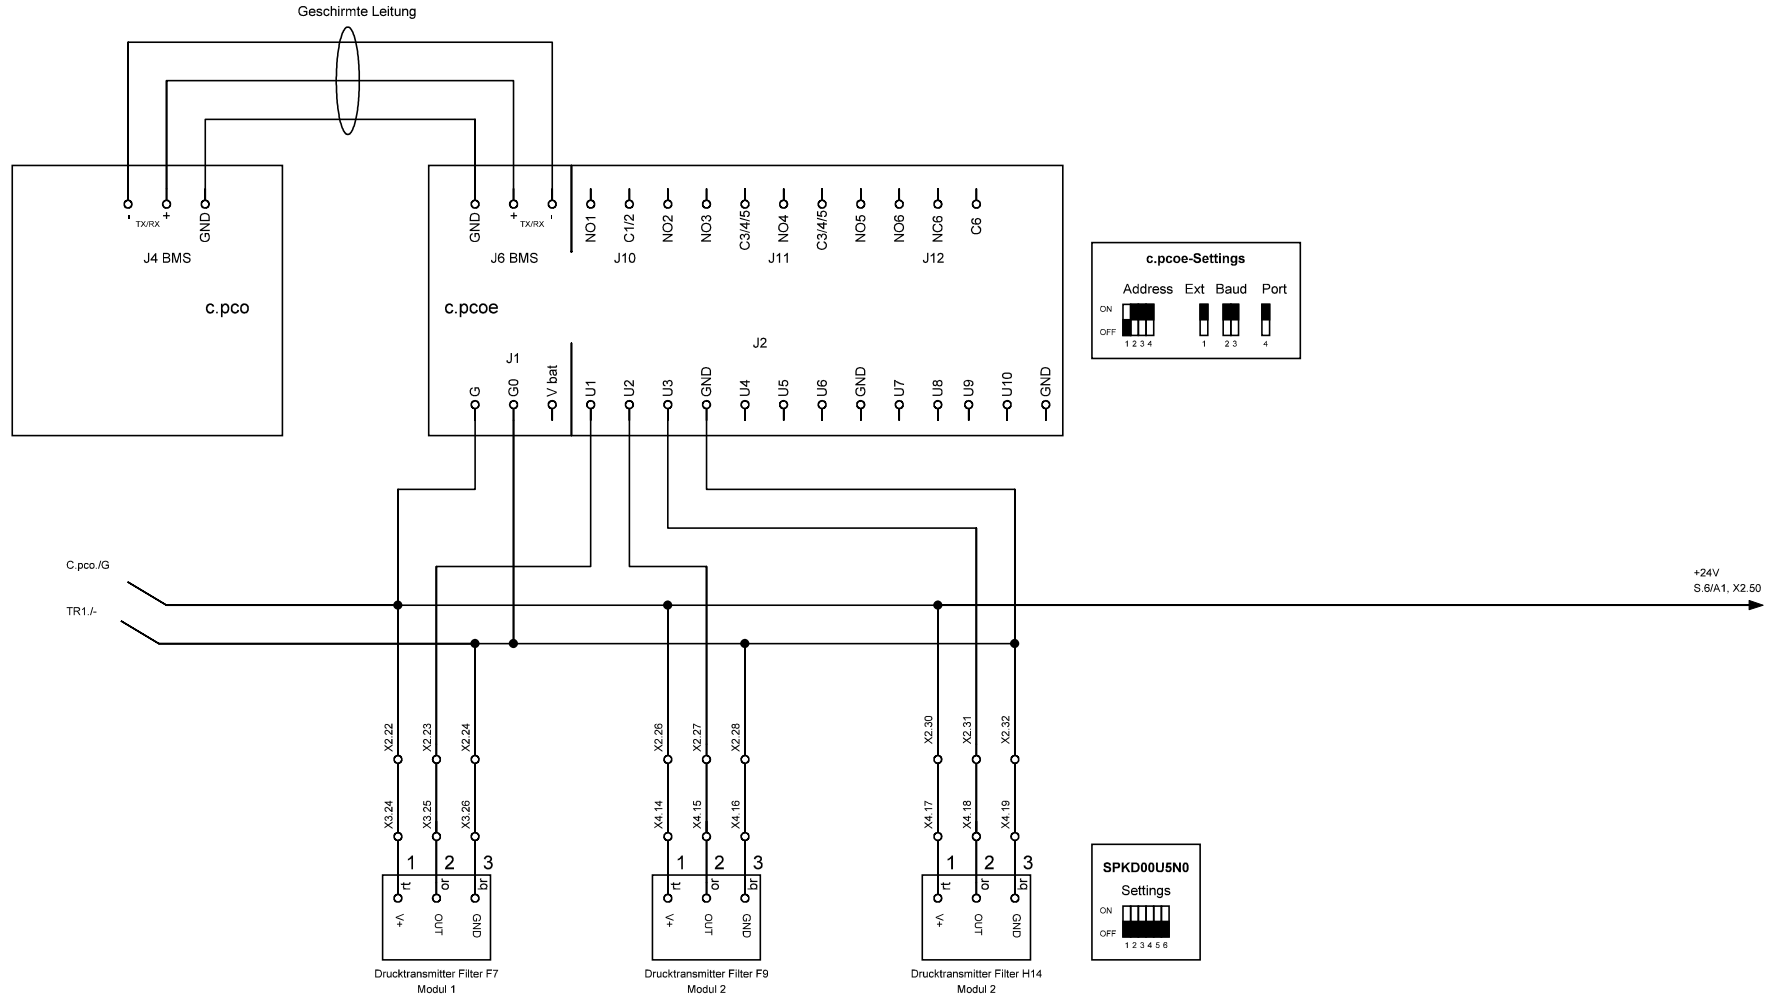 Geschirmte Leitung
- TX/RX + GND
J4 BMS
c.pco
GND + TX/RX -
J6 BMS
c.pcoe
NO1 C1/2 NO2 NO3 C3/4/5 NO4 C3/4/5 NO5 NO6 NC6 C6
J10 J11 J12
J2
J1
G G0 V bat U1 U2 U3 GND U4 U5 U6 GND U7 U8 U9 U10 GND
c.pcoe-Settings
Address Ext Baud Port
ON
OFF
1 2 3 4 1 2 3 4
C.pco./G
TR1./-
+24V
S.6/A1, X2.50
X2.22 X2.23 X2.24 X2.26 X2.27 X2.28 X2.30 X2.31 X2.32
X3.24 X3.25 X3.26 X4.14 X4.15 X4.16 X4.17 X4.18 X4.19
1 2 3 1 2 3 1 2 3
rt or br rt or br rt or br
V+ OUT GND V+ OUT GND V+ OUT GND
Drucktransmitter Filter F7
Modul 1
Drucktransmitter Filter F9
Modul 2
Drucktransmitter Filter H14
Modul 2
SPKD00U5N0
Settings
ON
OFF
1 2 3 4 5 6